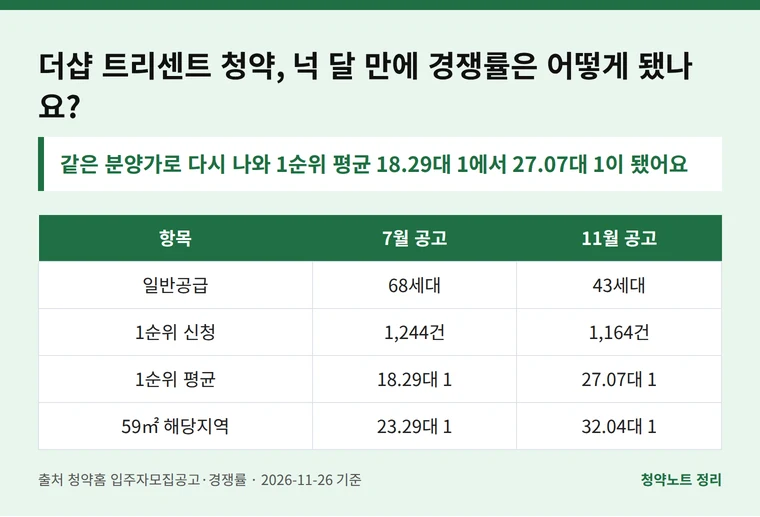 더샵 트리센트 청약, 넉 달 만에 경쟁률은 어떻게 됐나
요?
같은 분양가로 다시 나와 1순위 평균 18.29대 1에서 27.07대 1이 됐어요
항목 7월 공고 11월 공고
일반공급 68세대 43세대
1순위 신청 1,244건 1,164건
1순위 평균 18.29대 1 27.07대 1
59㎡ 해당지역 23.29대 1 32.04대 1
출처 청약홈 입주자모집공고·경쟁률 · 2026-11-26 기준 청약노트 정리